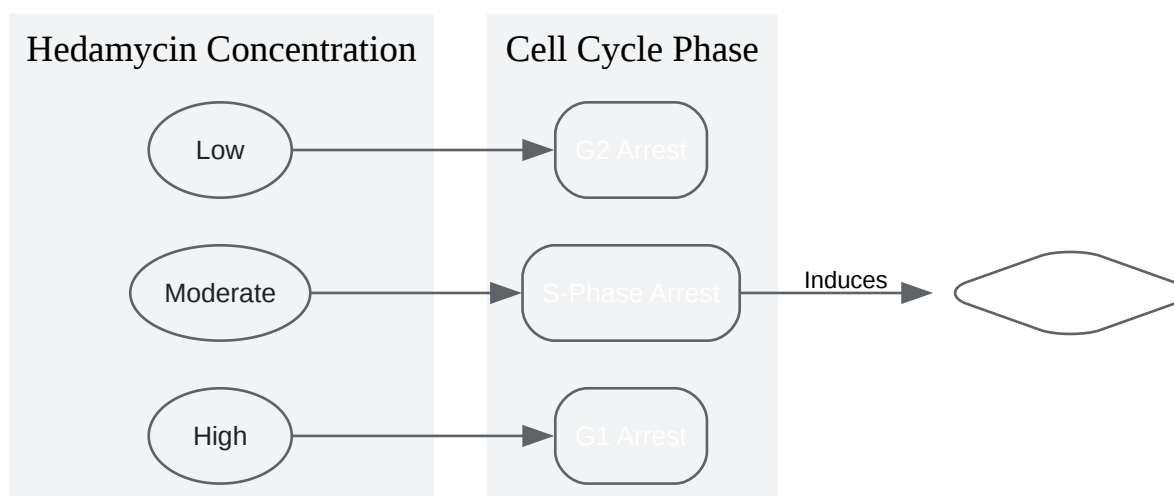 Hedamycin Concentration
Cell Cycle Phase
Low
G2 Arrest
Moderate
S-Phase Arrest
Induces
High
G1 Arrest